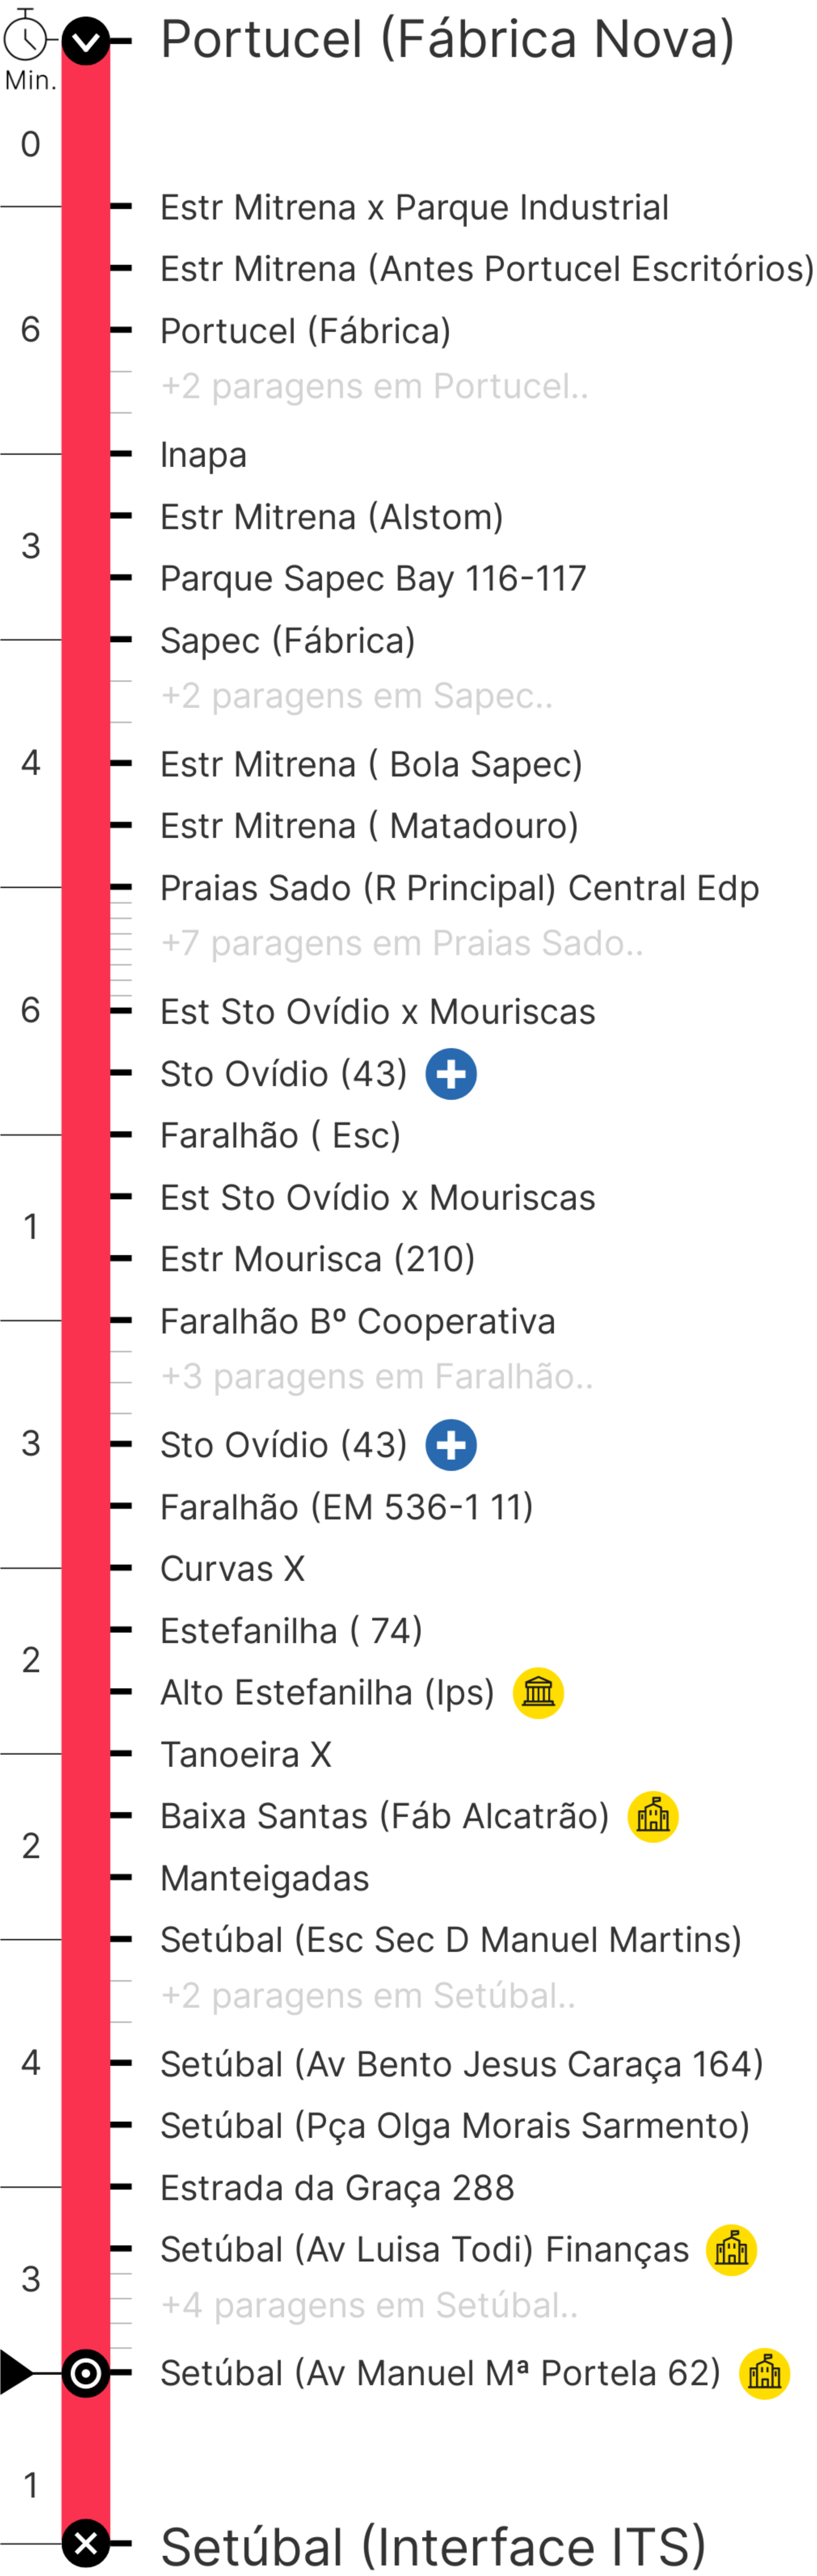 Portucel (Fábrica Nova)
Min.
0
Estr Mitrena x Parque Industrial
Estr Mitrena (Antes Portucel Escritórios)
6
Portucel (Fábrica)
+2 paragens em Portucel..
Inapa
Estr Mitrena (Alstom)
3
Parque Sapec Bay 116-117
Sapec (Fábrica)
+2 paragens em Sapec..
4
Estr Mitrena ( Bola Sapec)
Estr Mitrena ( Matadouro)
Praias Sado (R Principal) Central Edp
+7 paragens em Praias Sado..
6
Est Sto Ovídio x Mouriscas
Sto Ovídio (43)
Faralhão ( Esc)
Est Sto Ovídio x Mouriscas
1
Estr Mourisca (210)
Faralhão Bº Cooperativa
+3 paragens em Faralhão..
3
Sto Ovídio (43)
Faralhão (EM 536-1 11)
Curvas X
Estefanilha ( 74)
2
Alto Estefanilha (Ips)
Tanoeira X
Baixa Santas (Fáb Alcatrão)
2
Manteigadas
Setúbal (Esc Sec D Manuel Martins)
+2 paragens em Setúbal..
4
Setúbal (Av Bento Jesus Caraça 164)
Setúbal (Pça Olga Morais Sarmento)
Estrada da Graça 288
Setúbal (Av Luisa Todi) Finanças
3
+4 paragens em Setúbal..
Setúbal (Av Manuel Mª Portela 62)
1
Setúbal (Interface ITS)